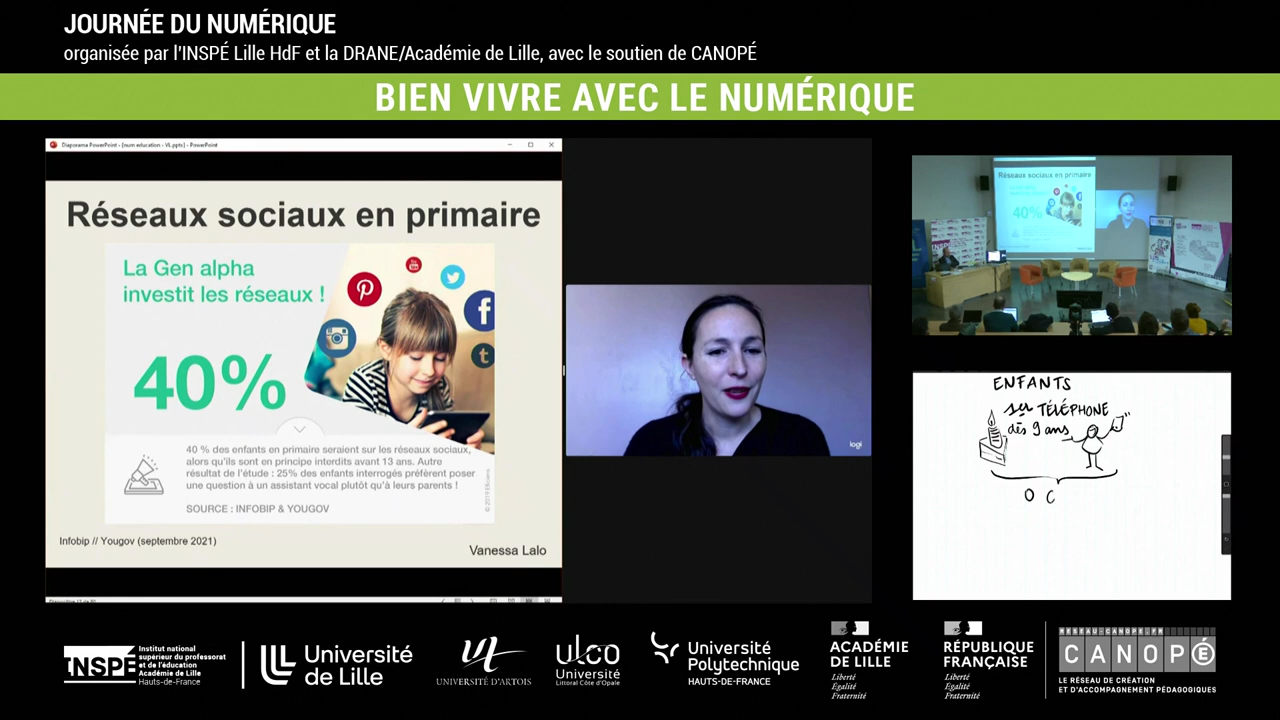 JOURNÉE DU NUMÉRIQUE
organisée par l'INSPÉ Lille HdF et la DRANE/Académie de Lille, avec le soutien de CANOPÉ
BIEN VIVRE AVEC LE NUMÉRIQUE
Diaporama PowerPoint - [num education - VL.pptx] - PowerPoint
Réseaux sociaux en primaire
La Gen alpha
investit les réseaux !
40%
40 % des enfants en primaire seraient sur les réseaux sociaux,
alors qu'ils sont en principe interdits avant 13 ans. Autre
résultat de l'étude : 25% des enfants interrogés préfèrent poser
une question à un assistant vocal plutôt qu'à leurs parents !
SOURCE : INFOBIP & YOUGOV
Infobip // Yougov (septembre 2021)
Vanessa Lalo
logi
Réseaux sociaux en primaire
40%
ENFANTS
sur TÉLÉPHONE
dès 9 ans
O C
INSPÉ
Institut national
supérieur du professorat
et de l'éducation
Académie de Lille
Hauts-de-France
Université
de Lille
UNIVERSITÉ D'ARTOIS
ULCO
Université
Littoral Côte d'Opale
Université
Polytechnique
HAUTS-DE-FRANCE
ACADÉMIE
DE LILLE
Liberté
Égalité
Fraternité
RÉPUBLIQUE
FRANÇAISE
Liberté
Égalité
Fraternité
RESEAU-CANOPE.FR
CANOPÉ
LE RÉSEAU DE CRÉATION
ET D'ACCOMPAGNEMENT PÉDAGOGIQUES